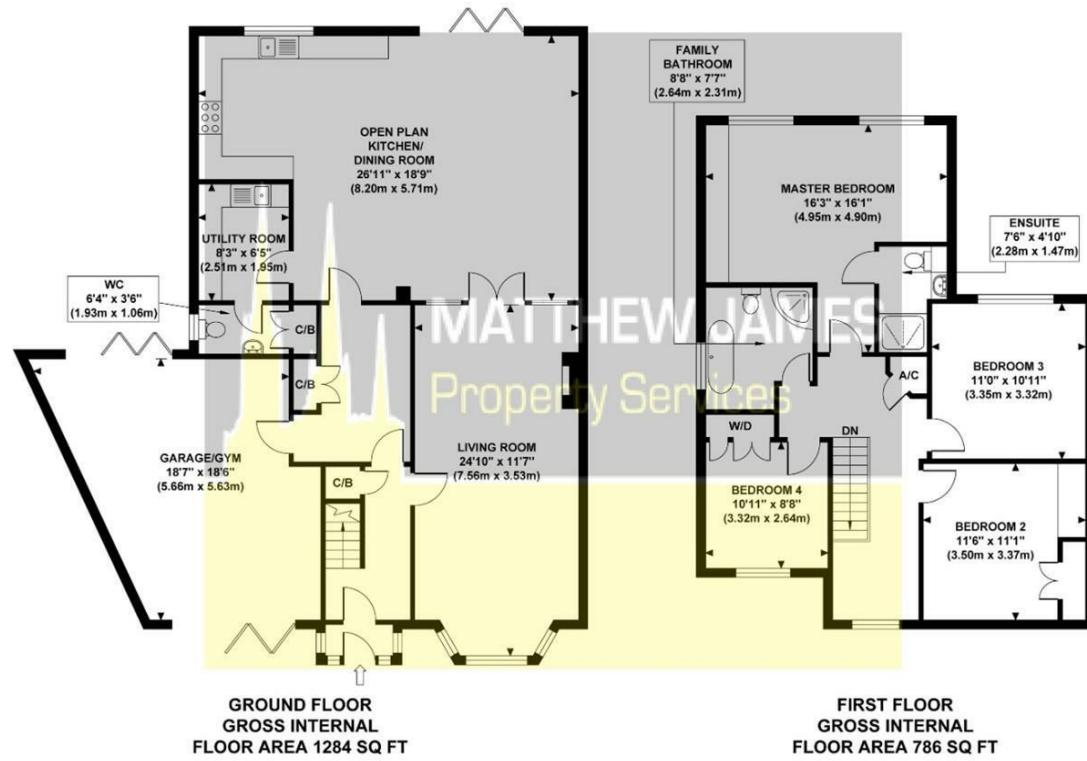 FAMILY
BATHROOM
8'8" x 7'7"
(2.64m x 2.31m)
OPEN PLAN
KITCHEN/
DINING ROOM
26'11" x 18'9"
(8.20m x 5.71m)
MASTER BEDROOM
16'3" x 16'1"
(4.95m x 4.90m)
ENSUITE
7'6" x 4'10"
(2.28m x 1.47m)
UTILITY ROOM
8'3" x 6'5"
(2.51m x 1.95m)
WC
6'4" x 3'6"
(1.93m x 1.06m)
C/B
C/B
MATTHEW JAMES
Property Services
A/C
BEDROOM 3
11'0" x 10'11"
(3.35m x 3.32m)
W/D
DN
GARAGE/GYM
18'7" x 18'6"
(5.66m x 5.63m)
LIVING ROOM
24'10" x 11'7"
(7.56m x 3.53m)
C/B
BEDROOM 4
10'11" x 8'8"
(3.32m x 2.64m)
BEDROOM 2
11'6" x 11'1"
(3.50m x 3.37m)
GROUND FLOOR
GROSS INTERNAL
FLOOR AREA 1284 SQ FT
FIRST FLOOR
GROSS INTERNAL
FLOOR AREA 786 SQ FT